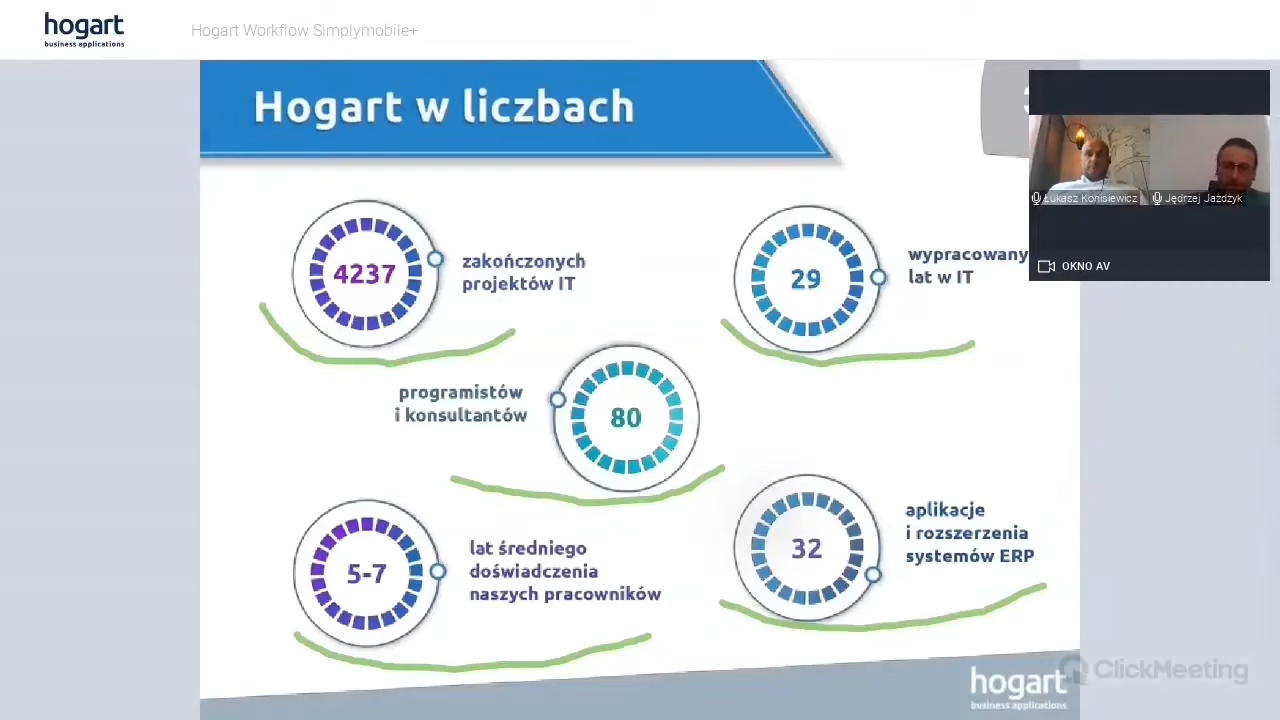 hogart
business applications
Hogart Workflow Simplymobile+
Hogart w liczbach
Łukasz Konisiewicz
Jędrzej Jażdżyk
OKNO AV
4237
zakończonych
projektów IT
29
wypracowany
lat w IT
programistów
i konsultantów
80
5-7
lat średniego
doświadczenia
naszych pracowników
32
aplikacje
i rozszerzenia
systemów ERP
hogart
business applications
ClickMeeting